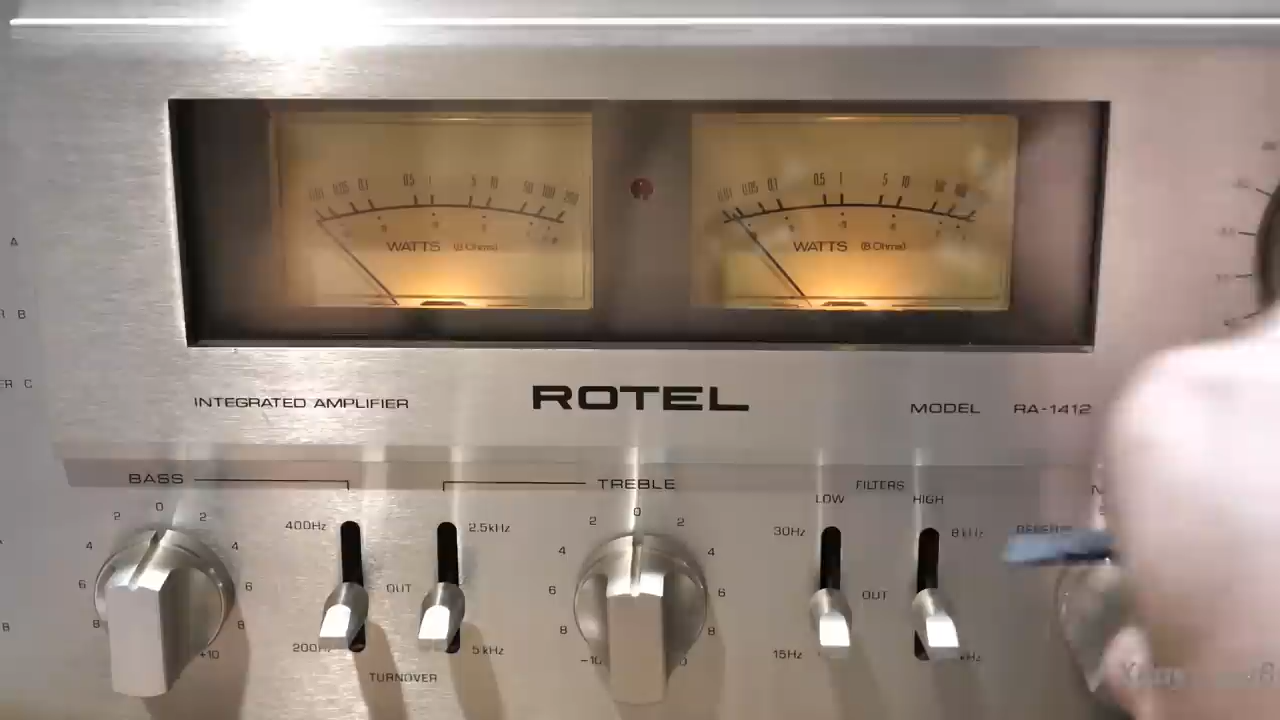 0.01 0.05 0.1 0.5 1 5 10 50 100 200
WATTS (8 Ohms)
0.01 0.05 0.1 0.5 1 5 10 50 100
WATTS (8 Ohms)
A
B
C
INTEGRATED AMPLIFIER
ROTEL
MODEL RA-1412
BASS
TREBLE
FILTERS
LOW
HIGH
2 0 2
4 4
6 6
8 8
+10
400Hz
2.5kHz
OUT
5kHz
TURNOVER
2 0 2
4 4
6 6
8 8
-10
30Hz
8kHz
OUT
15Hz
B